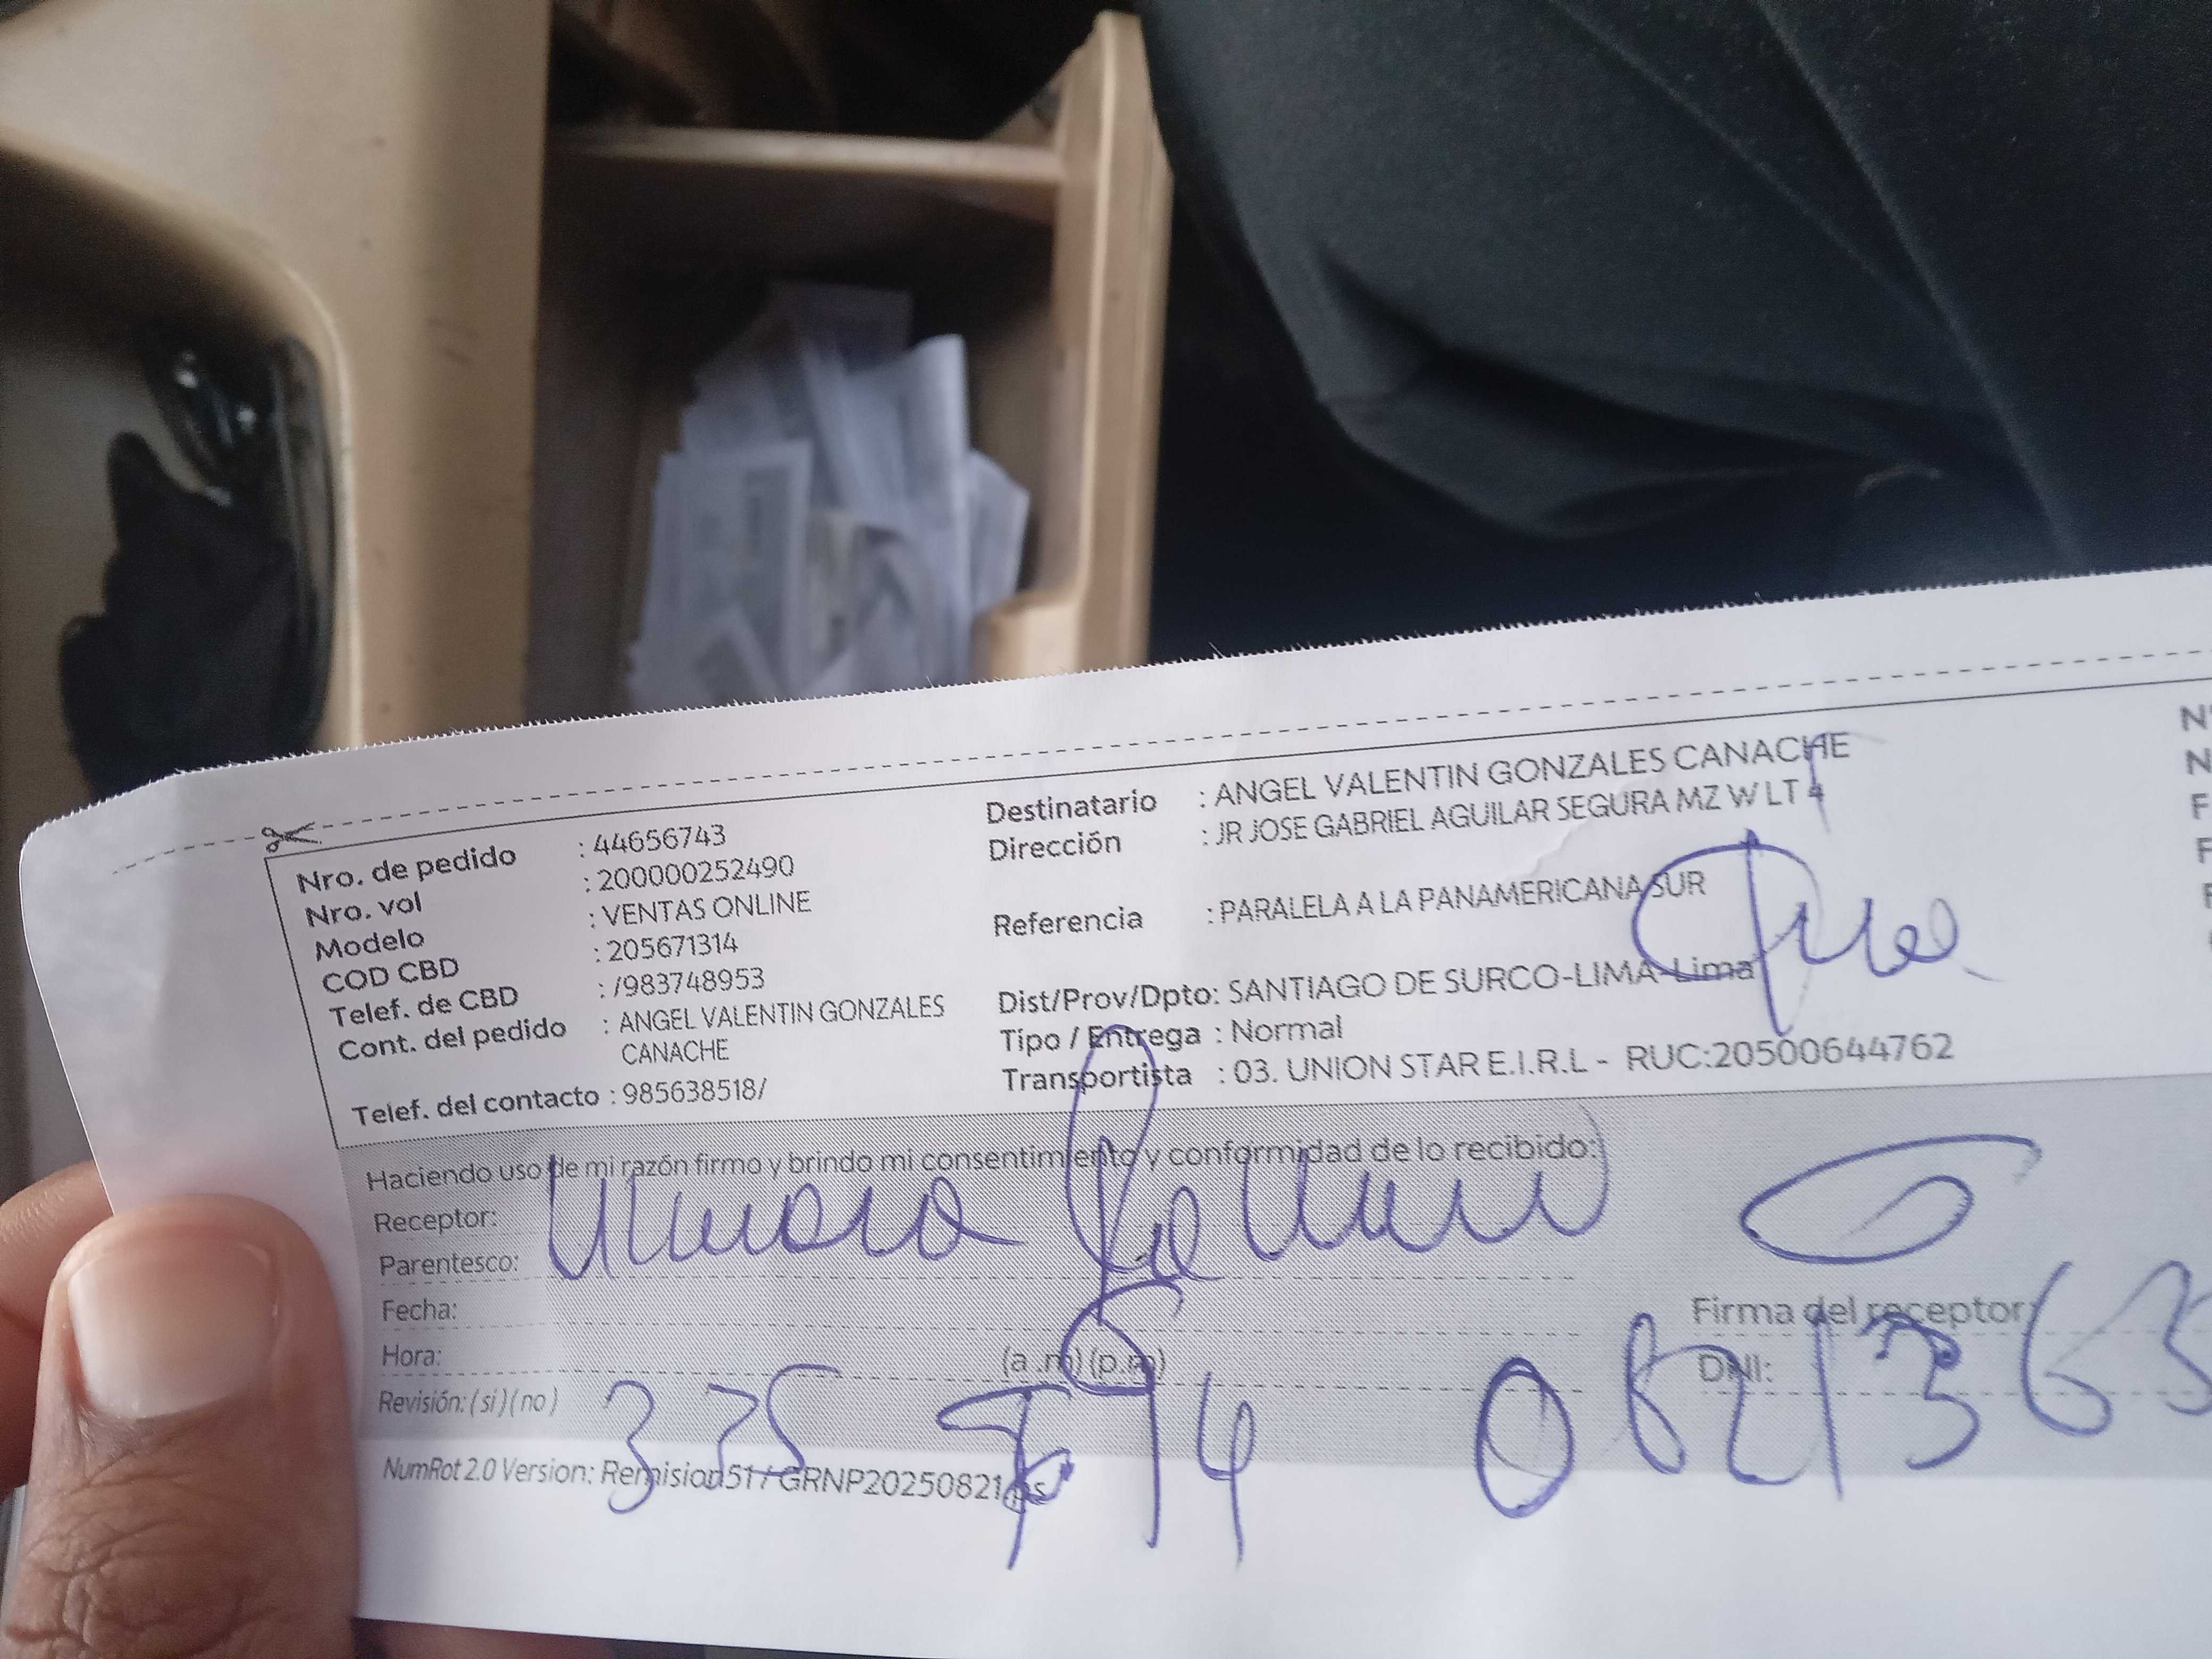 Nro. de pedido : 44656743
Nro. vol : 200000252490
Modelo : VENTAS ONLINE
COD CBD : 205671314
Telef. de CBD : /983748953
Cont. del pedido : ANGEL VALENTIN GONZALES
CANACHE
Telef. del contacto : 985638518/
Destinatario : ANGEL VALENTIN GONZALES CANACHE
Dirección : JR JOSE GABRIEL AGUILAR SEGURA MZ W LT 4
Referencia : PARALELA A LA PANAMERICANA SUR
Dist/Prov/Dpto: SANTIAGO DE SURCO-LIMA-Lima
Tipo / Entrega : Normal
Transportista : 03. UNION STAR E.I.R.L - RUC:20500644762
Haciendo uso de mi razón firmo y brindo mi consentimiento y conformidad de lo recibido:
Receptor:
Parentesco:
Fecha:
Hora: (a .m) (p.m)
Revisión: ( si ) ( no )
Firma del receptor:
DNI:
NumRot 2.0 Version: Remision51 / GRNP20250821.ps